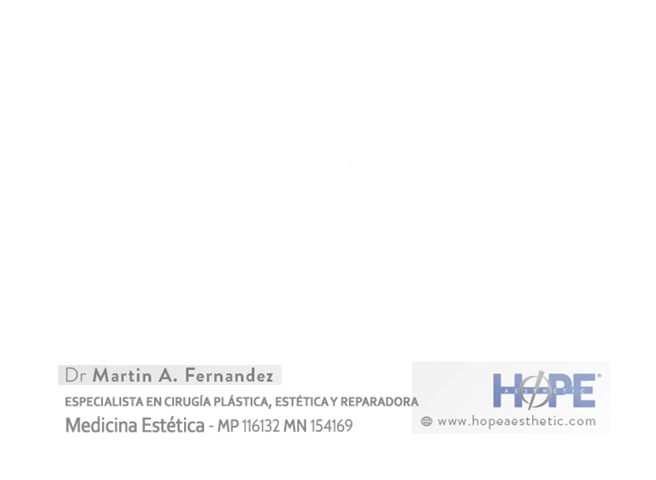 Dr Martin A. Fernandez
ESPECIALISTA EN CIRUGÍA PLÁSTICA, ESTÉTICA Y REPARADORA
Medicina Estética - MP 116132 MN 154169
HOPE®
AESTHETIC
www.hopeaesthetic.com